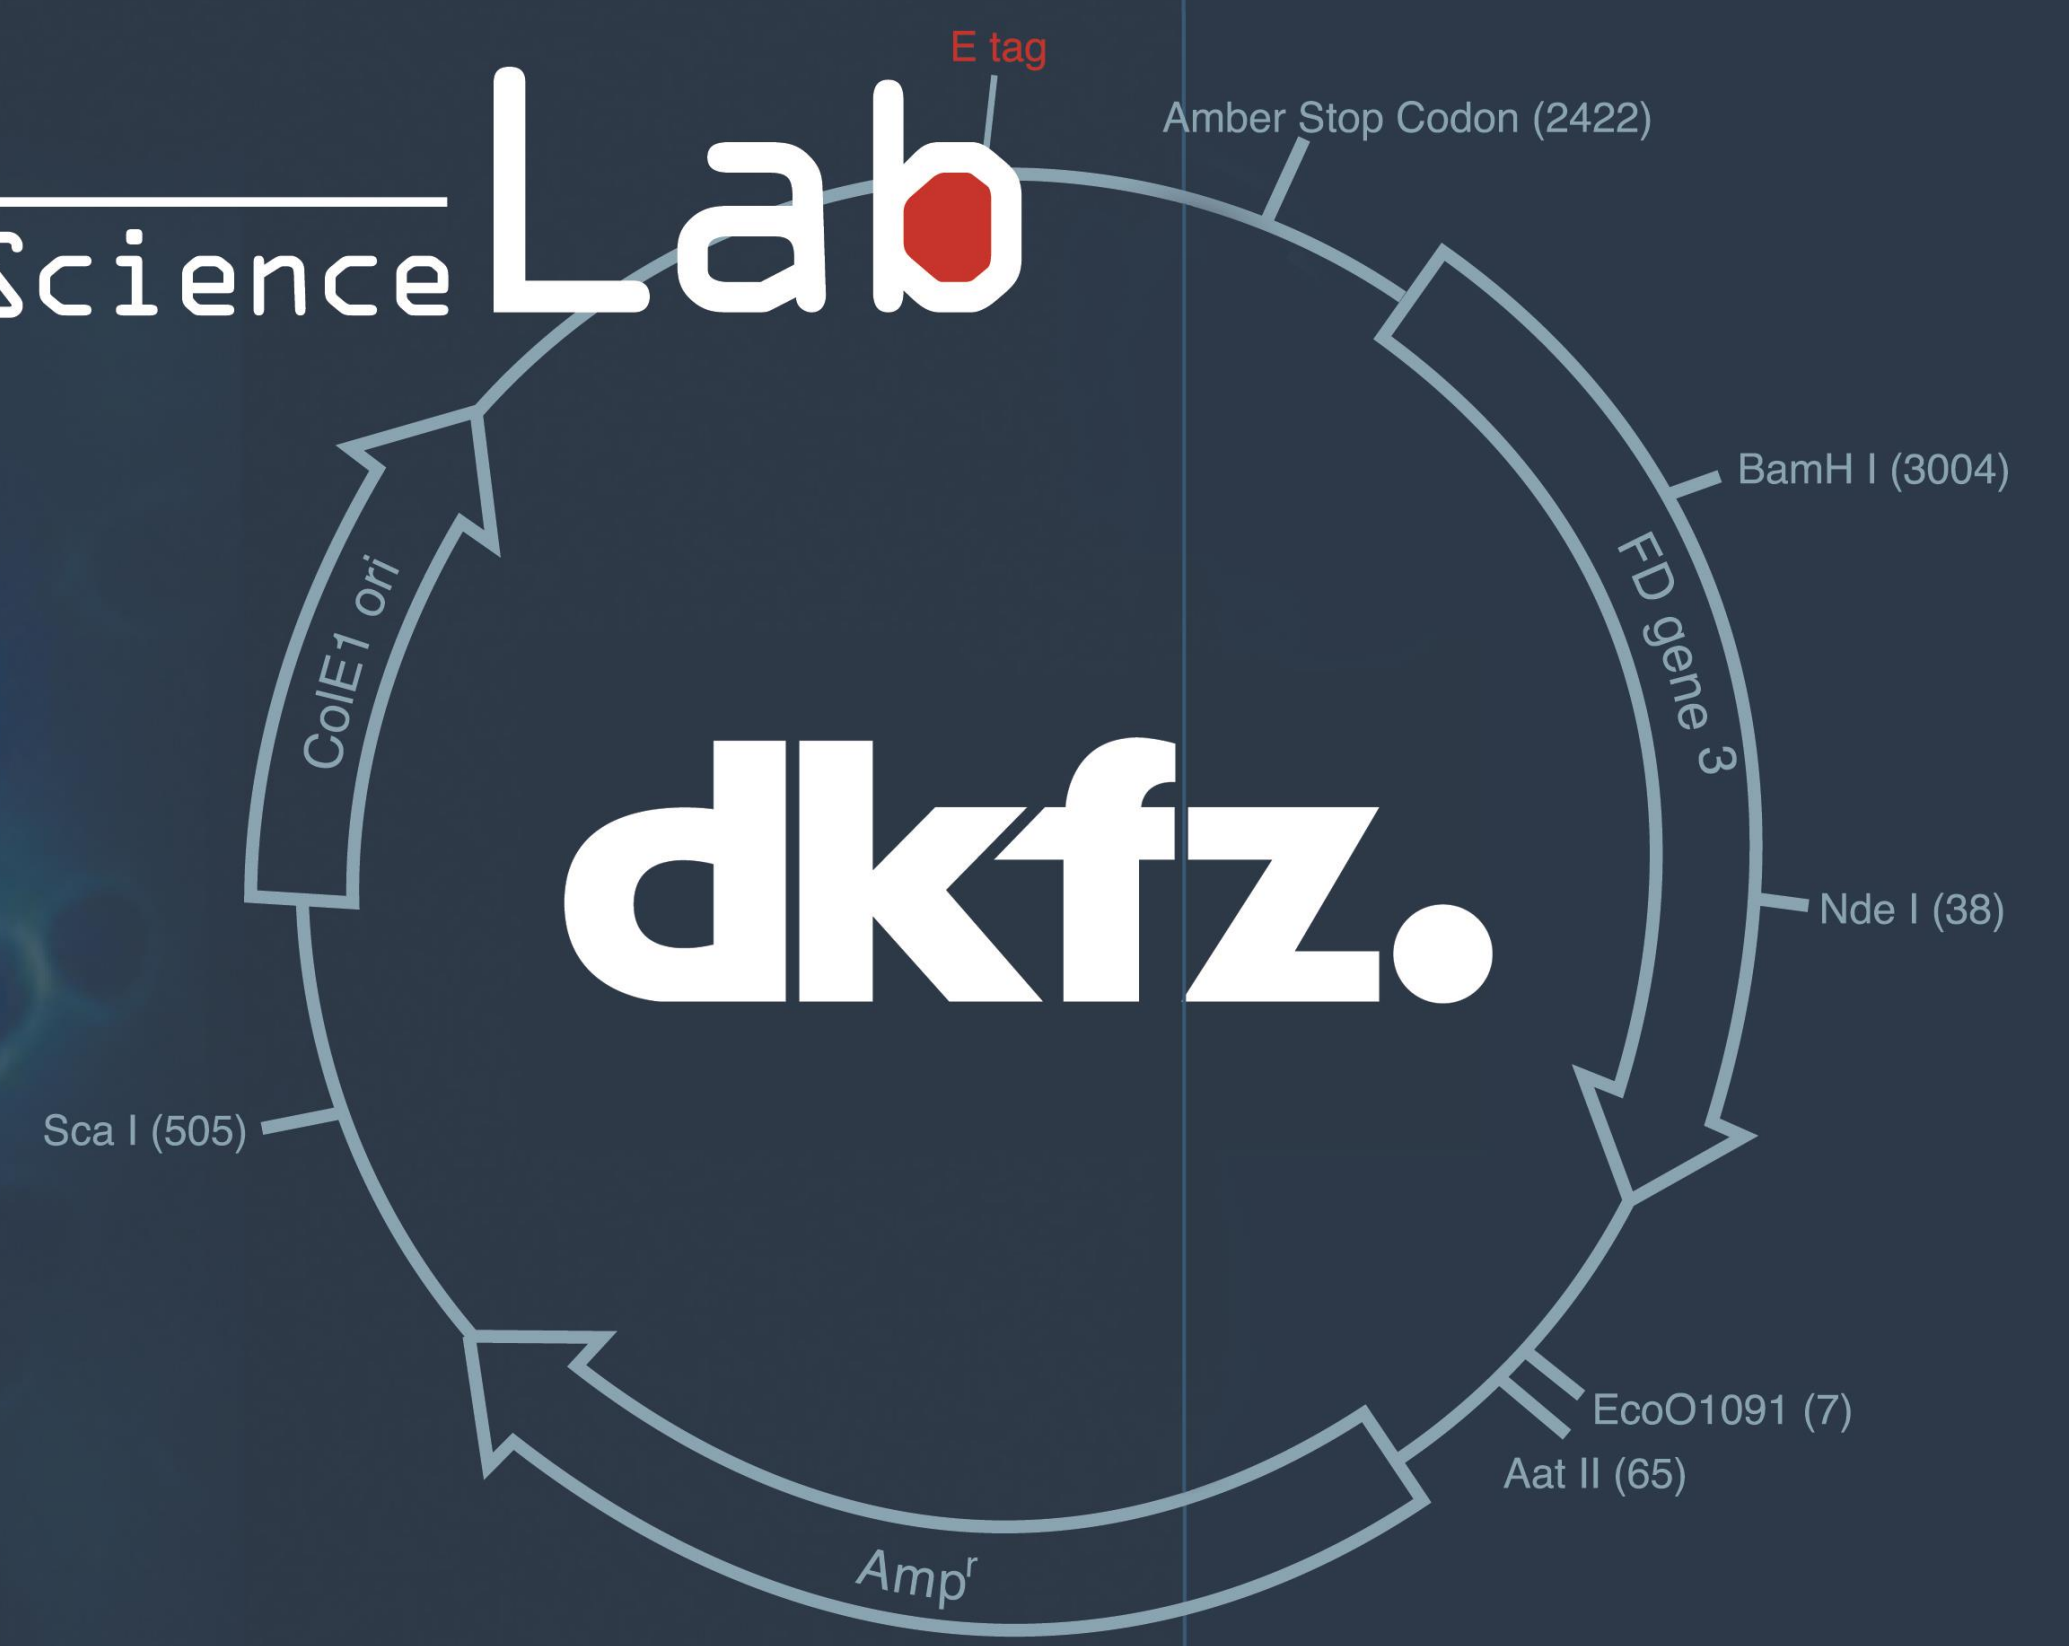 E tag
Amber Stop Codon (2422)
Science Lab
BamH I (3004)
ColE1 ori
FD gene 3
dkfz.
Nde I (38)
Sca I (505)
EcoO1091 (7)
Aat II (65)
Ampʳ